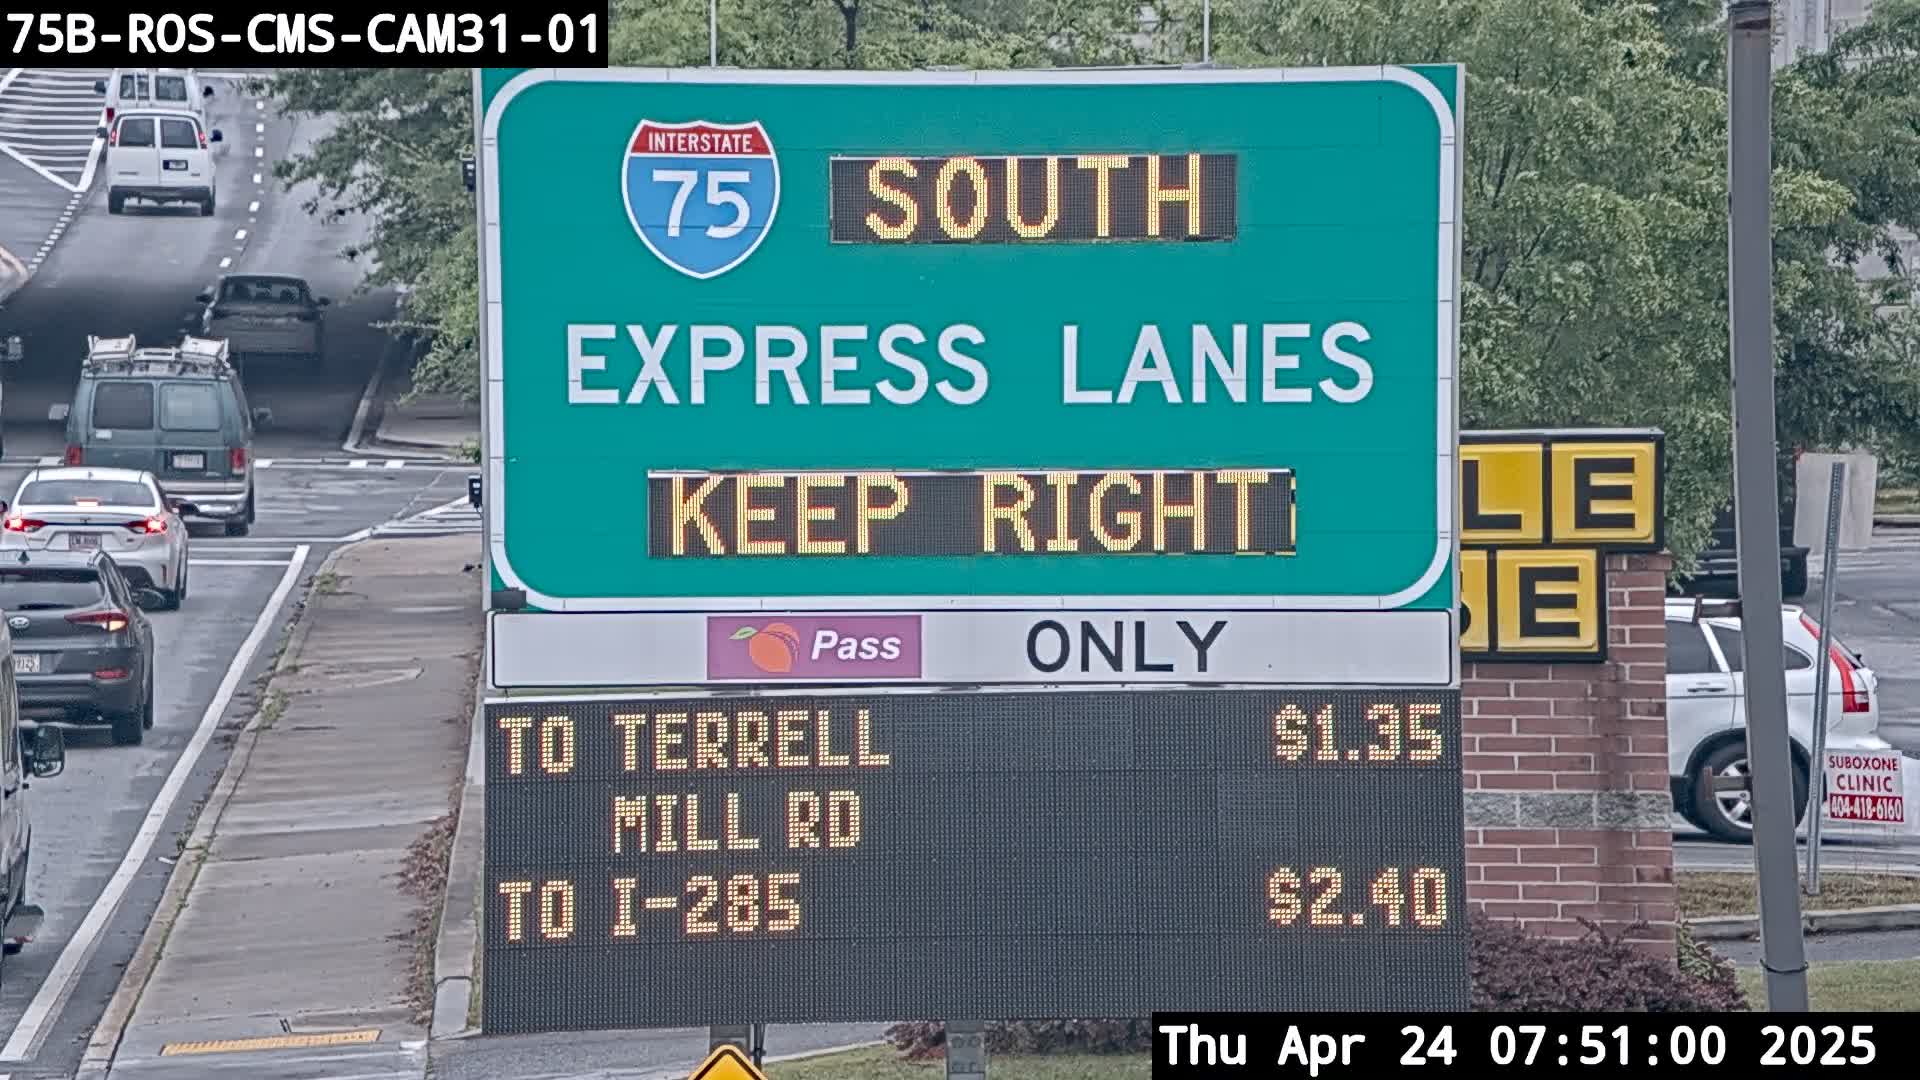 75B-ROS-CMS-CAM31-01
INTERSTATE
75
SOUTH
EXPRESS LANES
KEEP RIGHT
Pass ONLY
TO TERRELL $1.35
MILL RD
TO I-285 $2.40
LE
E
SUBOXONE
CLINIC
404-418-6160
Thu Apr 24 07:51:00 2025